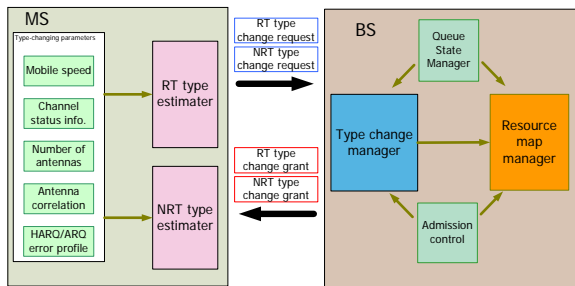 MS
Type-changing parameters
Mobile speed
Channel
status info.
Number of
antennas
Antenna
correlation
HARQ/ARQ
error profile
RT type
estimater
NRT type
estimater
RT type
change request
NRT type
change request
RT type
change grant
NRT type
change grant
BS
Queue
State
Manager
Type change
manager
Resource
map
manager
Admission
control